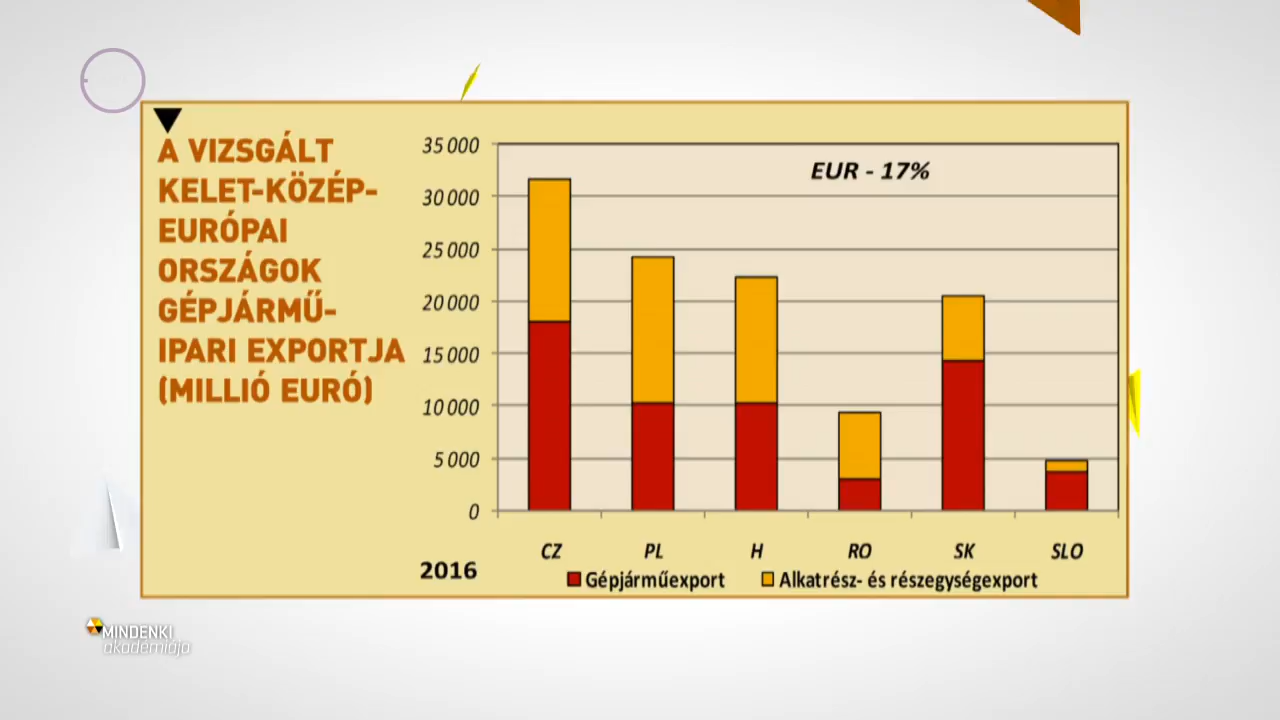 A VIZSGÁLT
KELET-KÖZÉP-
EURÓPAI
ORSZÁGOK
GÉPJÁRMŰ-
IPARI EXPORTJA
(MILLIÓ EURÓ)
EUR - 17%
35 000
30 000
25 000
20 000
15 000
10 000
5 000
0
CZ PL H RO SK SLO
2016
Gépjárműexport Alkatrész- és részegységexport
MINDENKI
akadémiája